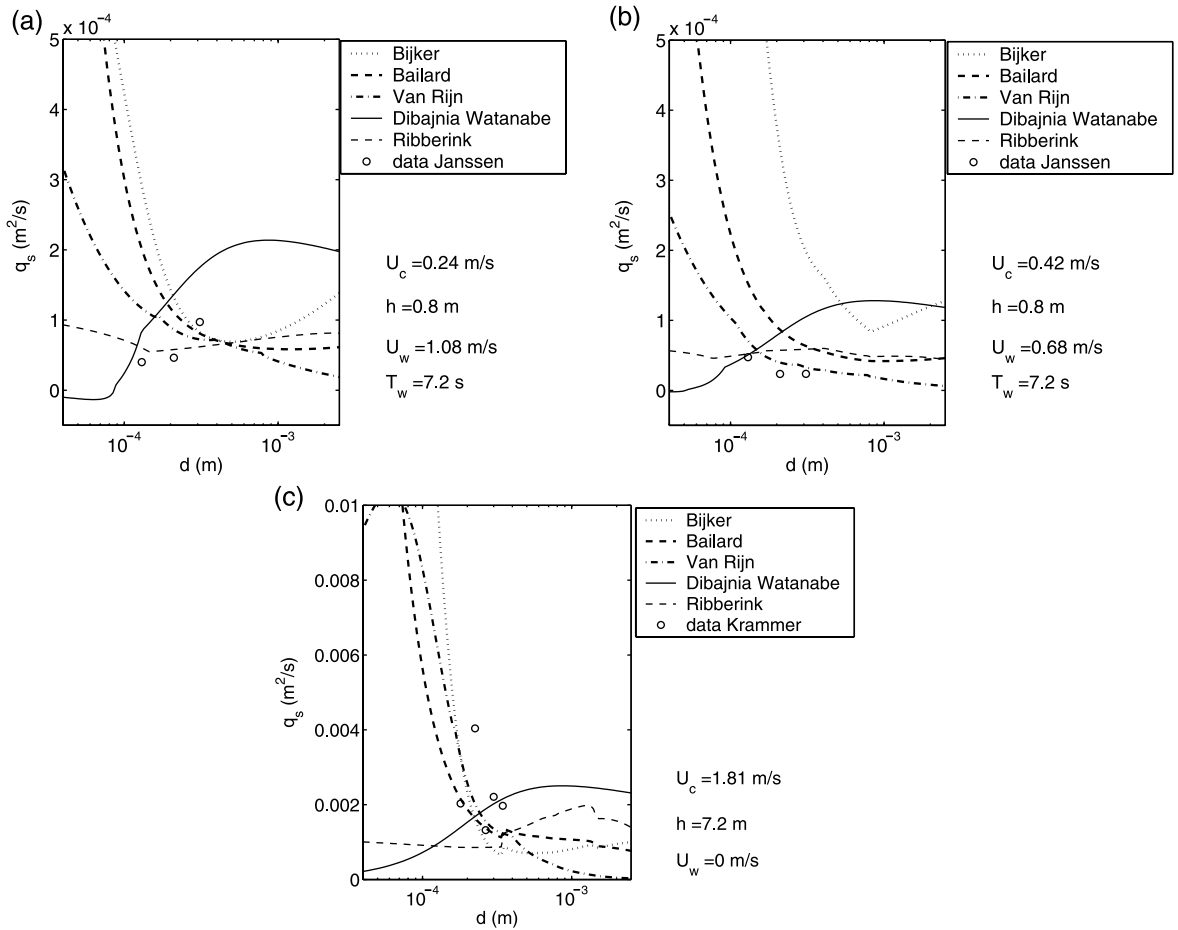 (a)
x 10⁻⁴
5
4
3
2
1
0
q_s (m²/s)
10⁻⁴
10⁻³
d (m)
Bijker
Bailard
Van Rijn
Dibajnia Watanabe
Ribberink
data Janssen
U_c =0.24 m/s
h =0.8 m
U_w =1.08 m/s
T_w =7.2 s
(b)
x 10⁻⁴
5
4
3
2
1
0
q_s (m²/s)
10⁻⁴
10⁻³
d (m)
Bijker
Bailard
Van Rijn
Dibajnia Watanabe
Ribberink
data Janssen
U_c =0.42 m/s
h =0.8 m
U_w =0.68 m/s
T_w =7.2 s
(c)
0.01
0.008
0.006
0.004
0.002
0
q_s (m²/s)
10⁻⁴
10⁻³
d (m)
Bijker
Bailard
Van Rijn
Dibajnia Watanabe
Ribberink
data Krammer
U_c =1.81 m/s
h =7.2 m
U_w =0 m/s